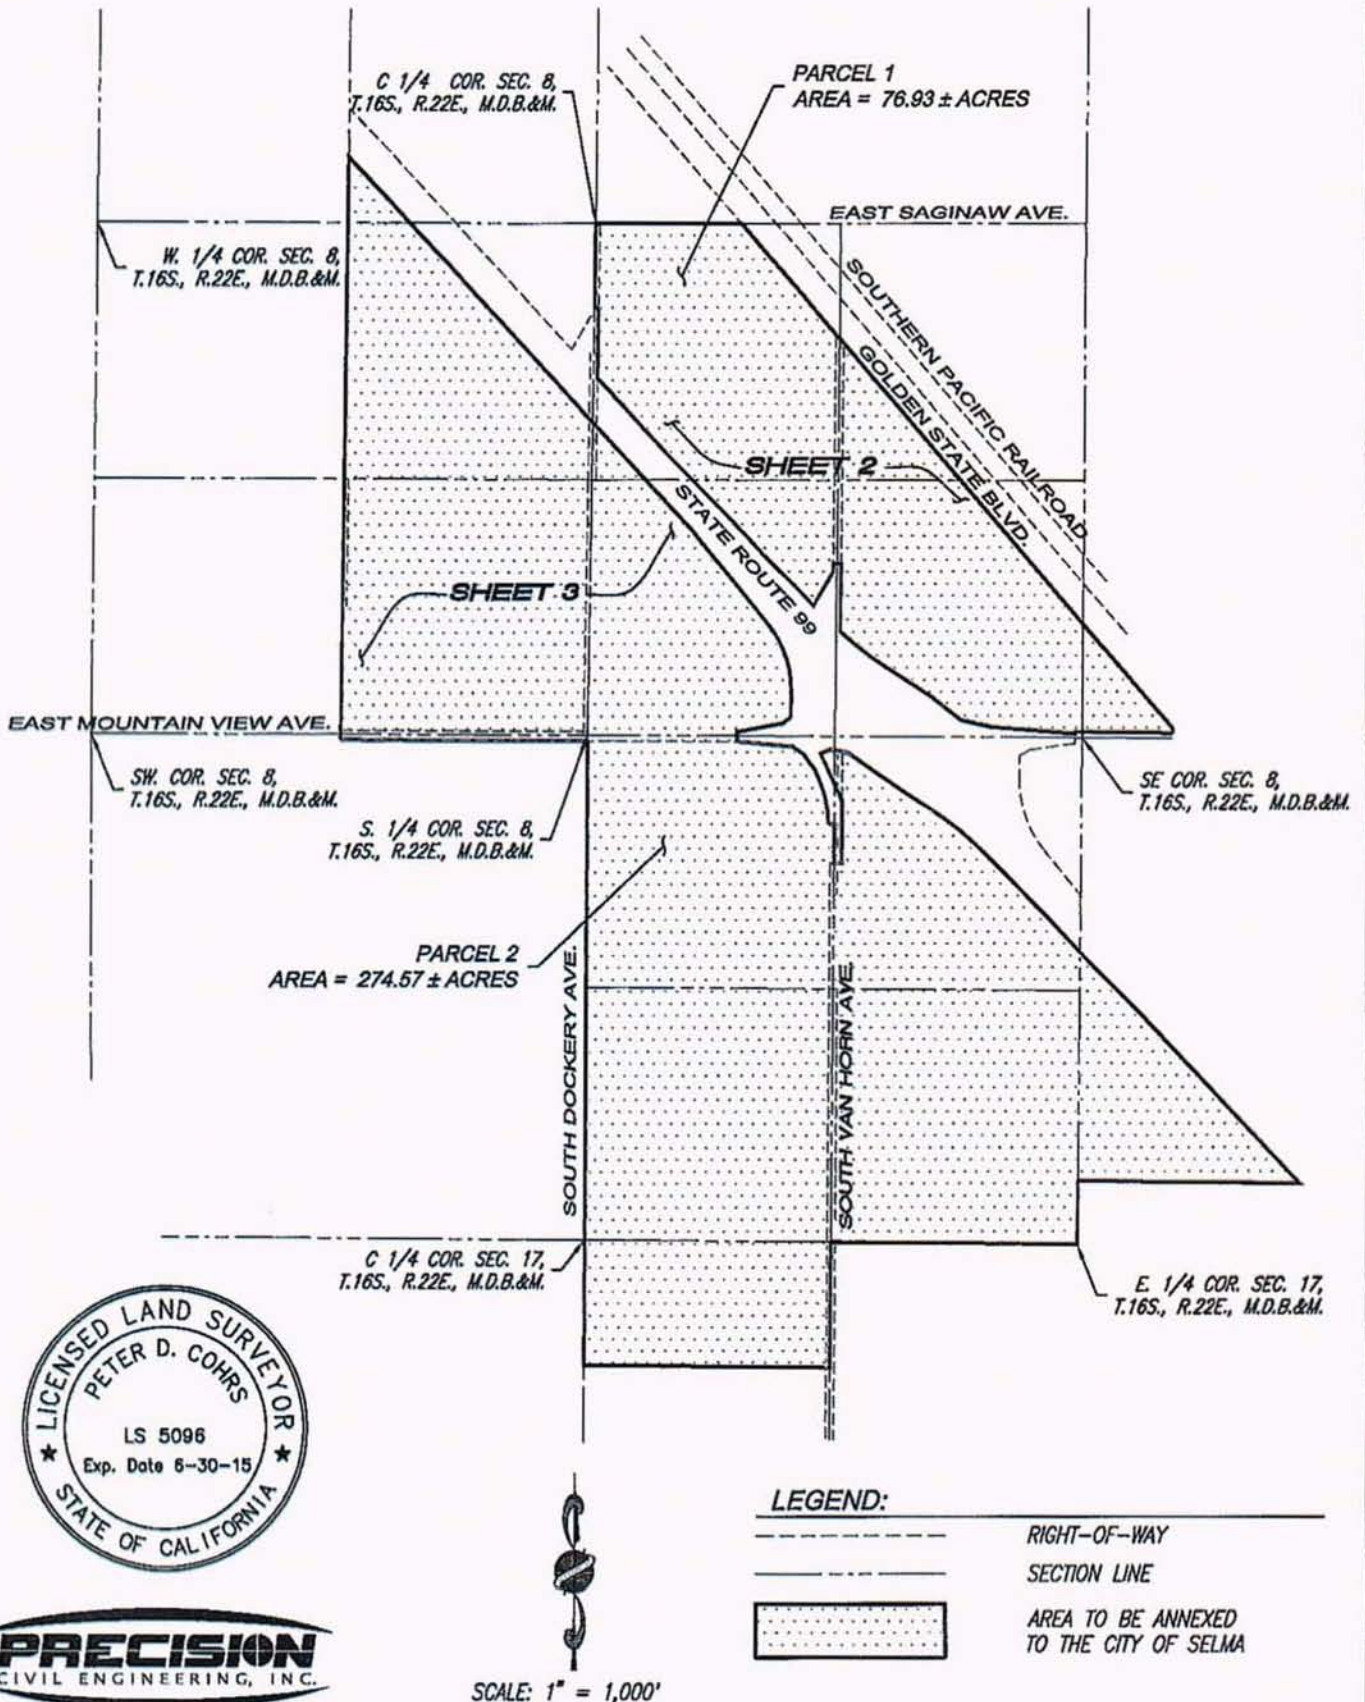 C 1/4 COR. SEC. 8,
T.16S., R.22E., M.D.B.&M.
PARCEL 1
AREA = 76.93 ± ACRES
EAST SAGINAW AVE.
W. 1/4 COR. SEC. 8,
T.16S., R.22E., M.D.B.&M.
SOUTHERN PACIFIC RAILROAD
GOLDEN STATE BLVD.
SHEET 2
STATE ROUTE 99
SHEET 3
EAST MOUNTAIN VIEW AVE.
SW. COR. SEC. 8,
T.16S., R.22E., M.D.B.&M.
SE COR. SEC. 8,
T.16S., R.22E., M.D.B.&M.
S. 1/4 COR. SEC. 8,
T.16S., R.22E., M.D.B.&M.
PARCEL 2
AREA = 274.57 ± ACRES
SOUTH DOCKERY AVE.
SOUTH VAN HORN AVE.
C 1/4 COR. SEC. 17,
T.16S., R.22E., M.D.B.&M.
E. 1/4 COR. SEC. 17,
T.16S., R.22E., M.D.B.&M.
LICENSED LAND SURVEYOR
PETER D. COHRS
LS 5096
Exp. Date 6-30-15
STATE OF CALIFORNIA
LEGEND:
RIGHT-OF-WAY
SECTION LINE
AREA TO BE ANNEXED
TO THE CITY OF SELMA
PRECISION
CIVIL ENGINEERING, INC.
SCALE: 1" = 1,000'